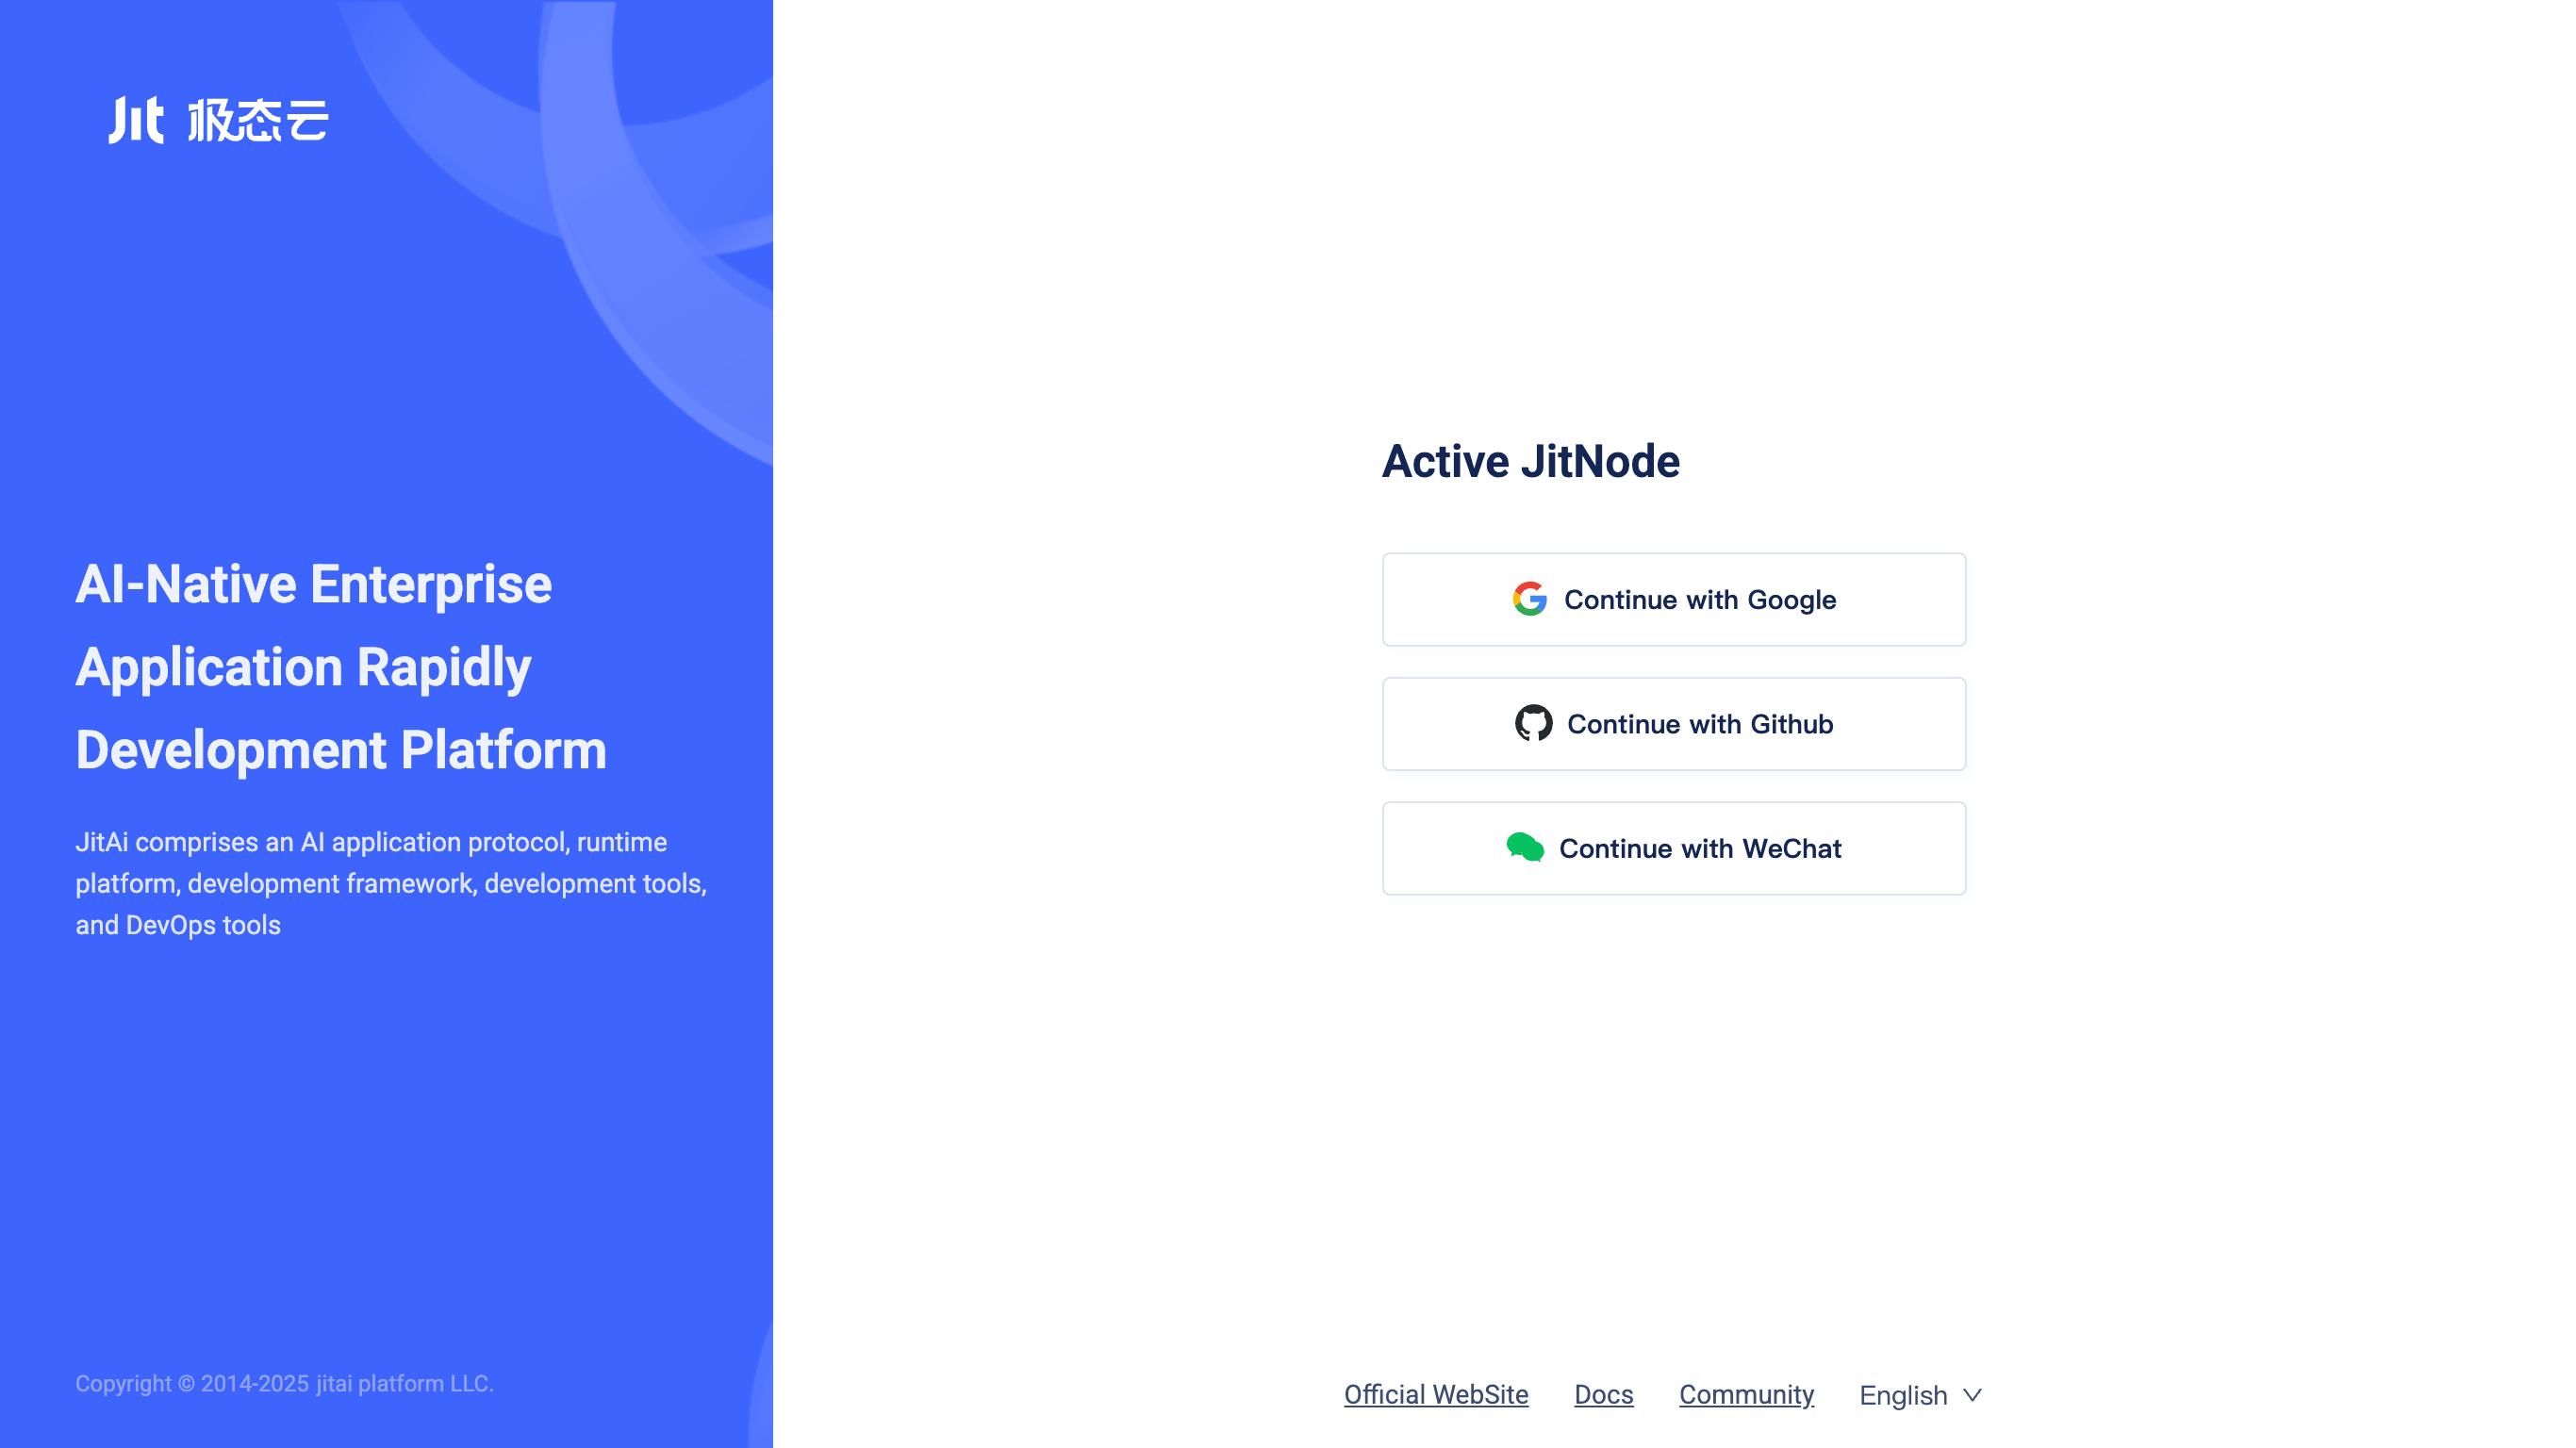 Jit 极态云
AI-Native Enterprise
Application Rapidly
Development Platform
JitAi comprises an AI application protocol, runtime
platform, development framework, development tools,
and DevOps tools
Copyright © 2014-2025 jitai platform LLC.
Active JitNode
Continue with Google
Continue with Github
Continue with WeChat
Official WebSite Docs Community English